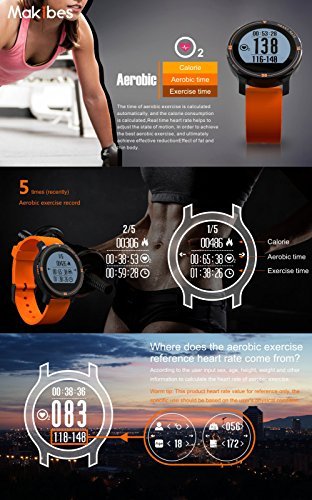 Makibes
2
Aerobic
Calorie
Aerobic time
Exercise time
00:53:28
138
116-140
The time of aerobic exercise is calculated
automatically, and the calorie consumption
is calculated,Real time heart rate helps to
adjust the state of motion, in order to achieve
the best aerobic exercise, and ultimately
achieve effective reductionEffect of fat and
thin body.
5 times (recently)
Aerobic exercise record
2/5
00306
00:38:53
00:59:28
1/5
00486
00:65:38
01:38:26
Calorie
Aerobic time
Exercise time
Where does the aerobic exercise
reference heart rate come from?
According to the user input sex, age, height, weight and other
information to calculate the heart rate of aerobic exercise.
Warm tip: This product heart rate value for reference only, the
specific use should be based on the user's physical condition.
00:38:36
083
118-148
<18>
<056>
<172>